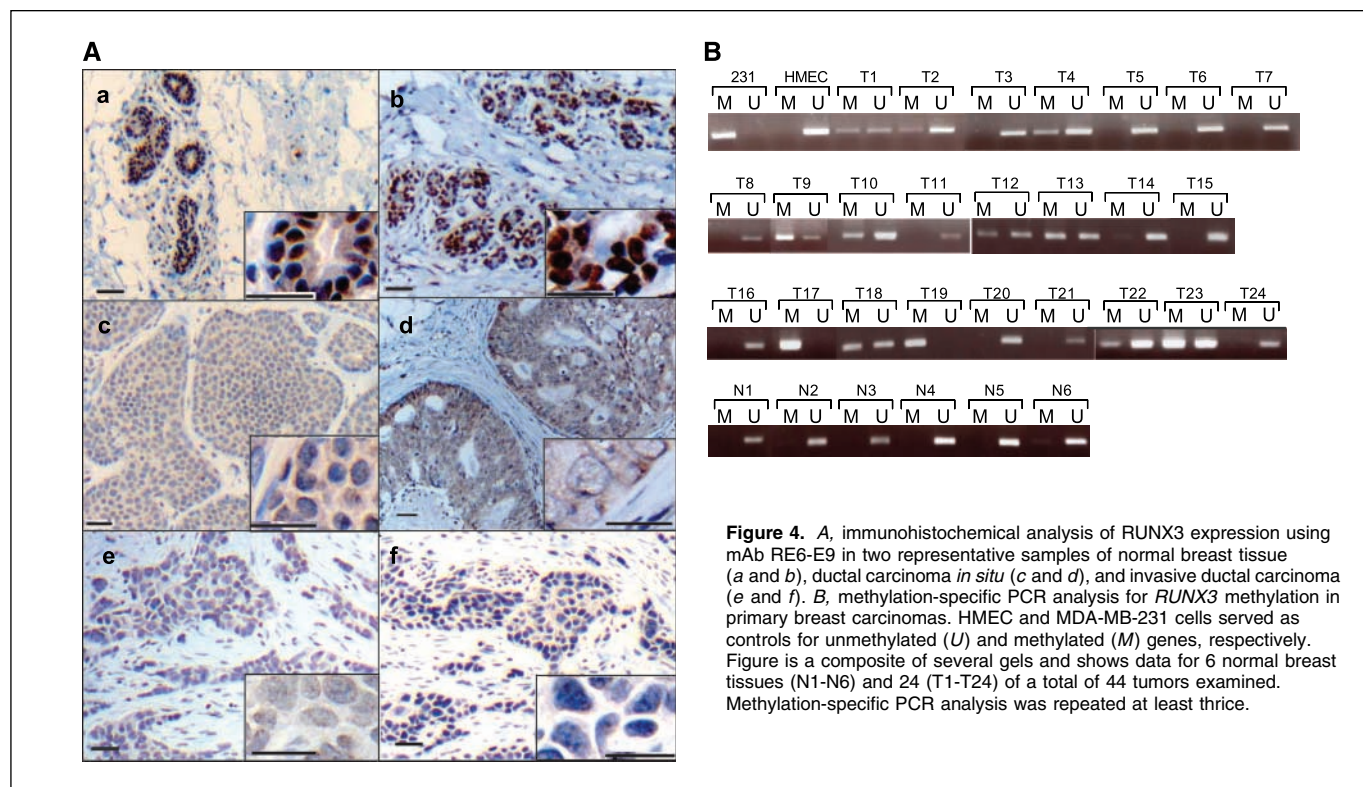 A
a
b
c
d
e
f
B
231 HMEC T1 T2 T3 T4 T5 T6 T7
M U M U M U M U M U M U M U M U M U
T8 T9 T10 T11 T12 T13 T14 T15
M U M U M U M U M U M U M U M U
T16 T17 T18 T19 T20 T21 T22 T23 T24
M U M U M U M U M U M U M U M U M U
N1 N2 N3 N4 N5 N6
M U M U M U M U M U M U
Figure 4. A, immunohistochemical analysis of RUNX3 expression using
mAb RE6-E9 in two representative samples of normal breast tissue
(a and b), ductal carcinoma in situ (c and d), and invasive ductal carcinoma
(e and f). B, methylation-specific PCR analysis for RUNX3 methylation in
primary breast carcinomas. HMEC and MDA-MB-231 cells served as
controls for unmethylated (U) and methylated (M) genes, respectively.
Figure is a composite of several gels and shows data for 6 normal breast
tissues (N1-N6) and 24 (T1-T24) of a total of 44 tumors examined.
Methylation-specific PCR analysis was repeated at least thrice.